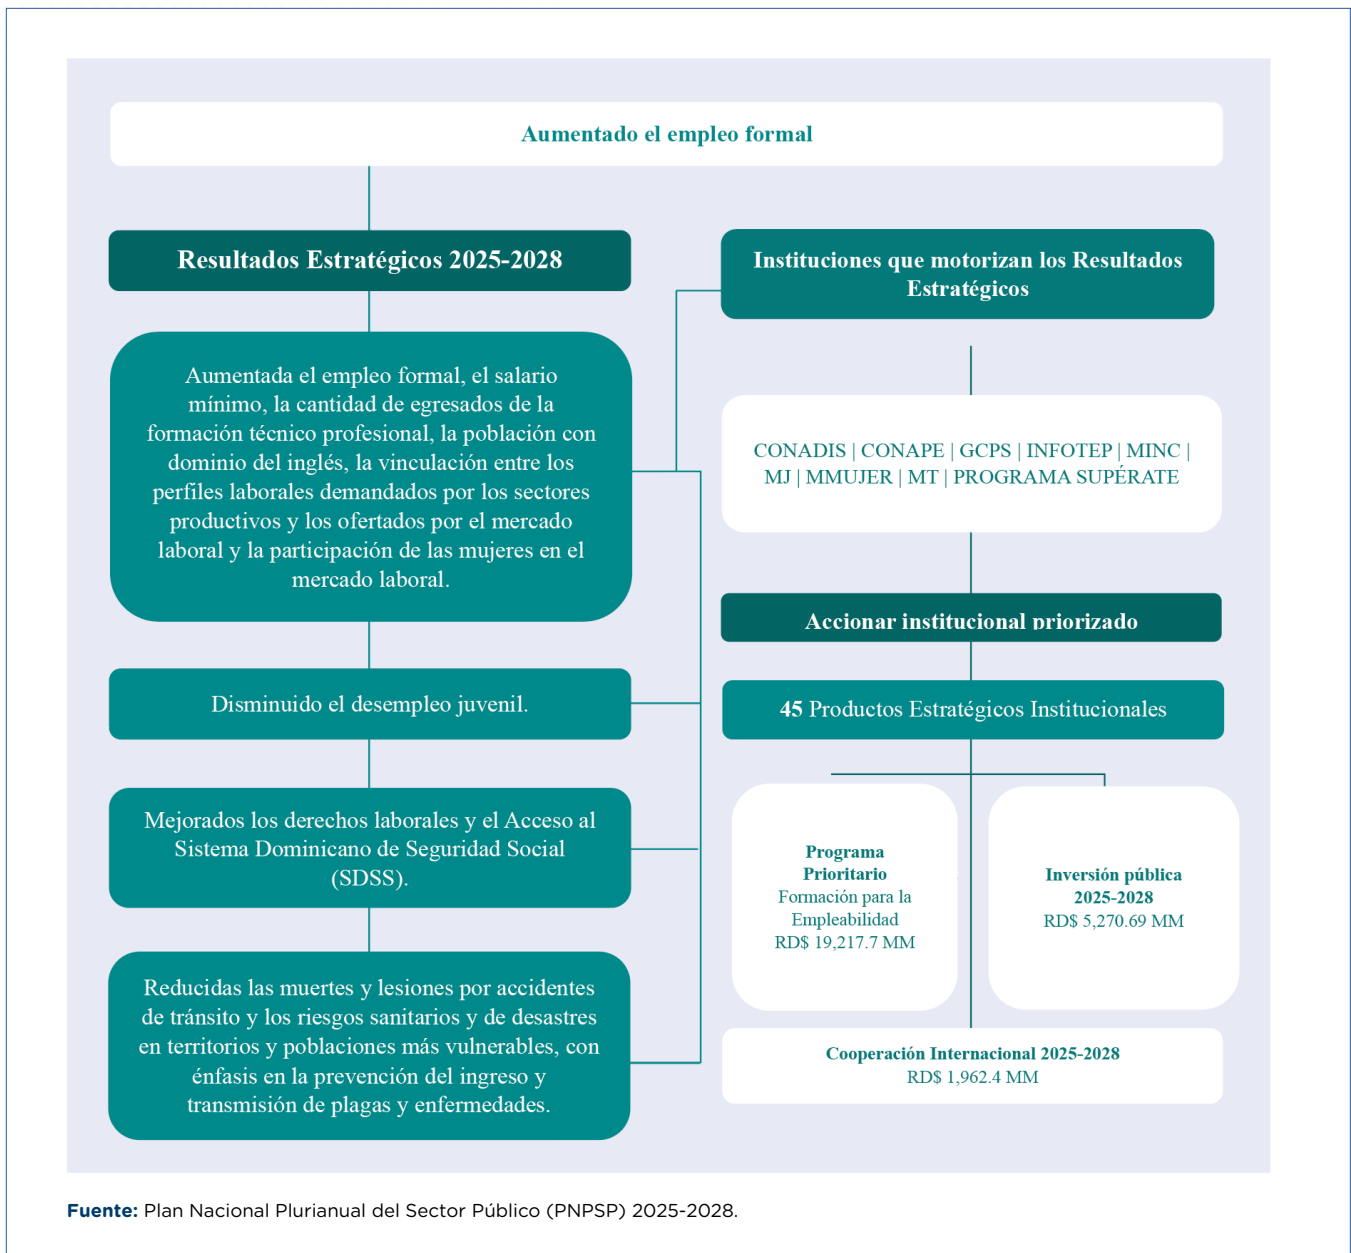 Aumentado el empleo formal
Resultados Estratégicos 2025-2028
Aumentada el empleo formal, el salario
mínimo, la cantidad de egresados de la
formación técnico profesional, la población con
dominio del inglés, la vinculación entre los
perfiles laborales demandados por los sectores
productivos y los ofertados por el mercado
laboral y la participación de las mujeres en el
mercado laboral.
Disminuido el desempleo juvenil.
Mejorados los derechos laborales y el Acceso al
Sistema Dominicano de Seguridad Social
(SDSS).
Reducidas las muertes y lesiones por accidentes
de tránsito y los riesgos sanitarios y de desastres
en territorios y poblaciones más vulnerables, con
énfasis en la prevención del ingreso y
transmisión de plagas y enfermedades.
Instituciones que motorizan los Resultados
Estratégicos
CONADIS | CONAPE | GCPS | INFOTEP | MINC |
MJ | MMUJER | MT | PROGRAMA SUPÉRATE
Accionar institucional priorizado
45 Productos Estratégicos Institucionales
Programa
Prioritario
Formación para la
Empleabilidad
RD$ 19,217.7 MM
Inversión pública
2025-2028
RD$ 5,270.69 MM
Cooperación Internacional 2025-2028
RD$ 1,962.4 MM
Fuente: Plan Nacional Plurianual del Sector Público (PNPSP) 2025-2028.